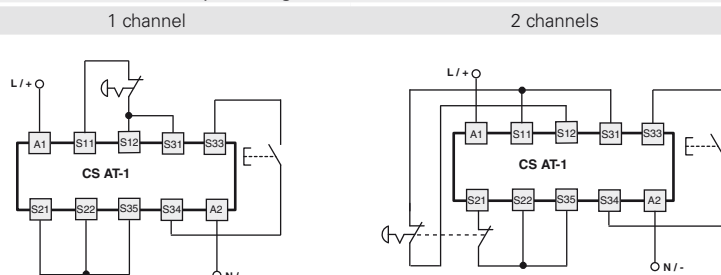 1 channel
2 channels
L / +
A1 S11 S12 S31 S33
CS AT-1
S21 S22 S35 S34 A2
L / +
A1 S11 S12 S31 S33
CS AT-1
S21 S22 S35 S34 A2
N / -